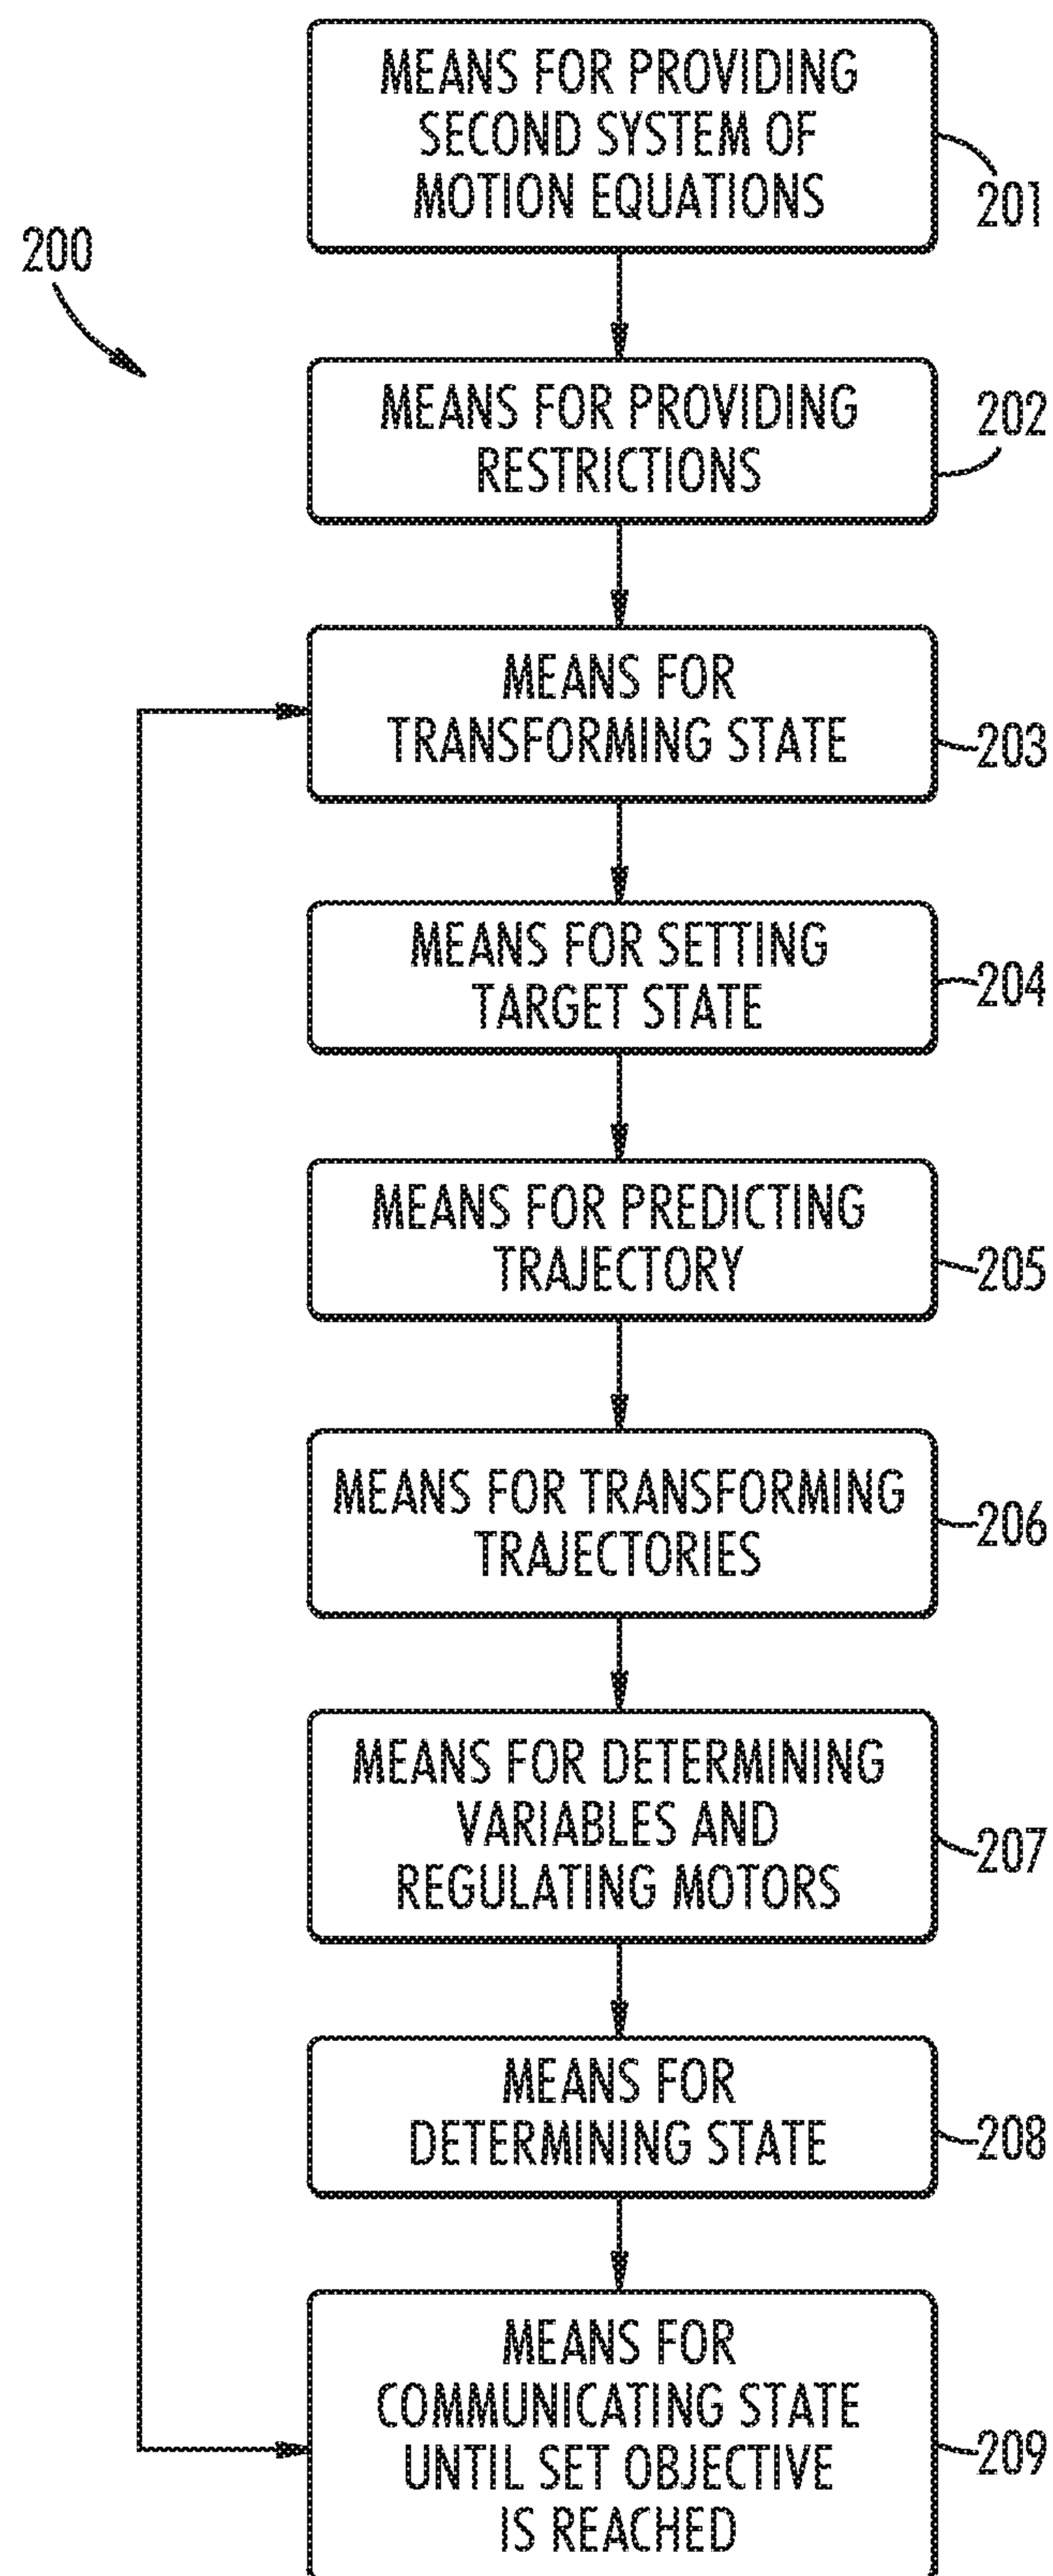 MEANS FOR PROVIDING
SECOND SYSTEM OF
MOTION EQUATIONS
201
200
MEANS FOR PROVIDING
RESTRICTIONS
202
MEANS FOR
TRANSFORMING STATE
203
MEANS FOR SETTING
TARGET STATE
204
MEANS FOR PREDICTING
TRAJECTORY
205
MEANS FOR TRANSFORMING
TRAJECTORIES
206
MEANS FOR DETERMINING
VARIABLES AND
REGULATING MOTORS
207
MEANS FOR
DETERMINING STATE
208
MEANS FOR
COMMUNICATING STATE
UNTIL SET OBJECTIVE
IS REACHED
209